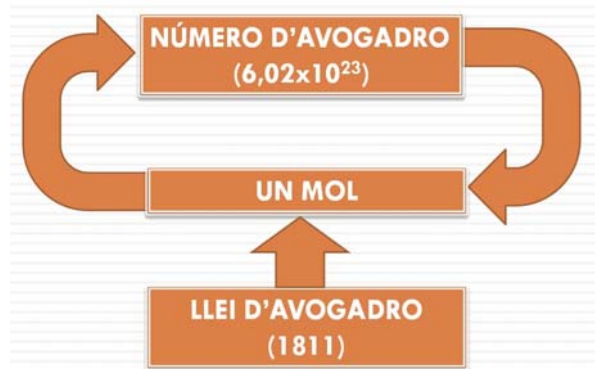 NÚMERO D’AVOGADRO
(6,02x10²³)
UN MOL
LLEI D’AVOGADRO
(1811)